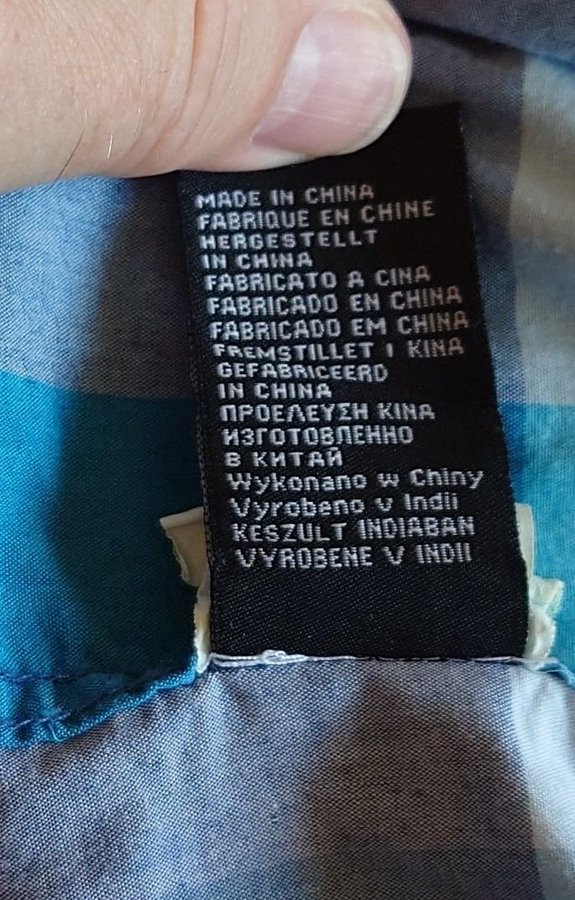 MADE IN CHINA
FABRIQUE EN CHINE
HERGESTELLT
IN CHINA
FABRICATO A CINA
FABRICADO EN CHINA
FABRICADO EM CHINA
FREMSTILLET I KINA
GEFABRICEERD
IN CHINA
ΠΡΟΕΛΕΥΣΗ ΚΙΝΑ
ИЗГОТОВЛЕННО
В КИТАЙ
Wykonano w Chiny
Vyrobeno v Indii
KESZULT INDIABAN
VYROBENE V INDII